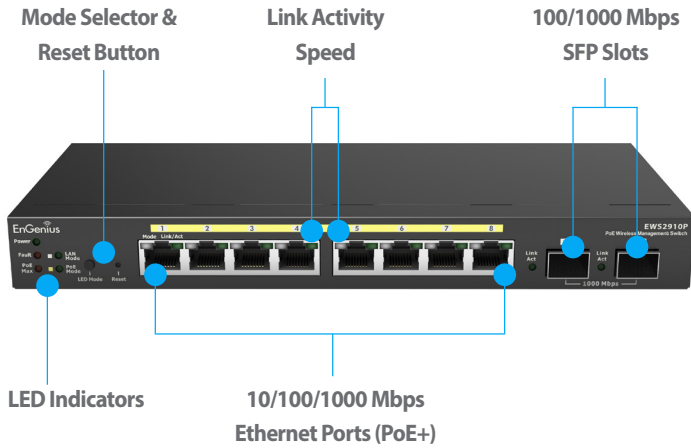 Mode Selector &
Reset Button
Link Activity
Speed
100/1000 Mbps
SFP Slots
EnGenius
EWS2910P
PoE Wireless Management Switch
1 2 3 4 5 6 7 8
Mode Link/Act
Power
Fault
LAN
Mode
PoE
Max
PoE
Mode
LED Mode
Reset
Link
Act
Link
Act
1000 Mbps
LED Indicators
10/100/1000 Mbps
Ethernet Ports (PoE+)